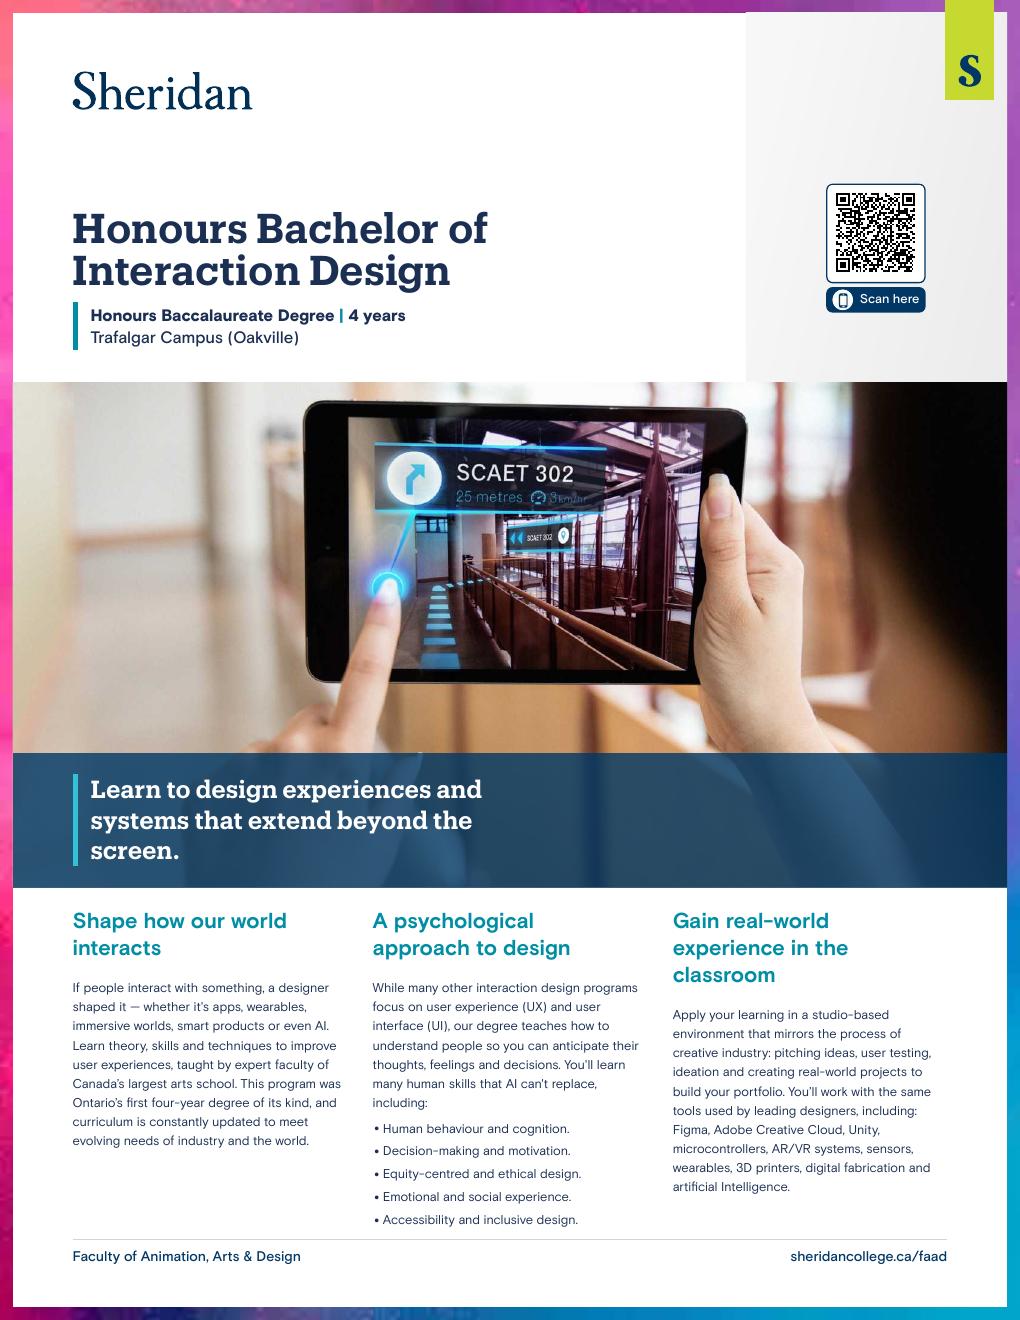 S
Sheridan
Honours Bachelor of
Interaction Design
Honours Baccalaureate Degree | 4 years
Trafalgar Campus (Oakville)
Scan here
SCAET 302
25 metres 3km/hr
SCAET 302
Learn to design experiences and
systems that extend beyond the
screen.
Shape how our world
interacts
If people interact with something, a designer
shaped it — whether it's apps, wearables,
immersive worlds, smart products or even AI.
Learn theory, skills and techniques to improve
user experiences, taught by expert faculty of
Canada's largest arts school. This program was
Ontario's first four-year degree of its kind, and
curriculum is constantly updated to meet
evolving needs of industry and the world.
A psychological
approach to design
While many other interaction design programs
focus on user experience (UX) and user
interface (UI), our degree teaches how to
understand people so you can anticipate their
thoughts, feelings and decisions. You'll learn
many human skills that AI can't replace,
including:
• Human behaviour and cognition.
• Decision-making and motivation.
• Equity-centred and ethical design.
• Emotional and social experience.
• Accessibility and inclusive design.
Gain real-world
experience in the
classroom
Apply your learning in a studio-based
environment that mirrors the process of
creative industry: pitching ideas, user testing,
ideation and creating real-world projects to
build your portfolio. You'll work with the same
tools used by leading designers, including:
Figma, Adobe Creative Cloud, Unity,
microcontrollers, AR/VR systems, sensors,
wearables, 3D printers, digital fabrication and
artificial Intelligence.
Faculty of Animation, Arts & Design
sheridancollege.ca/faad